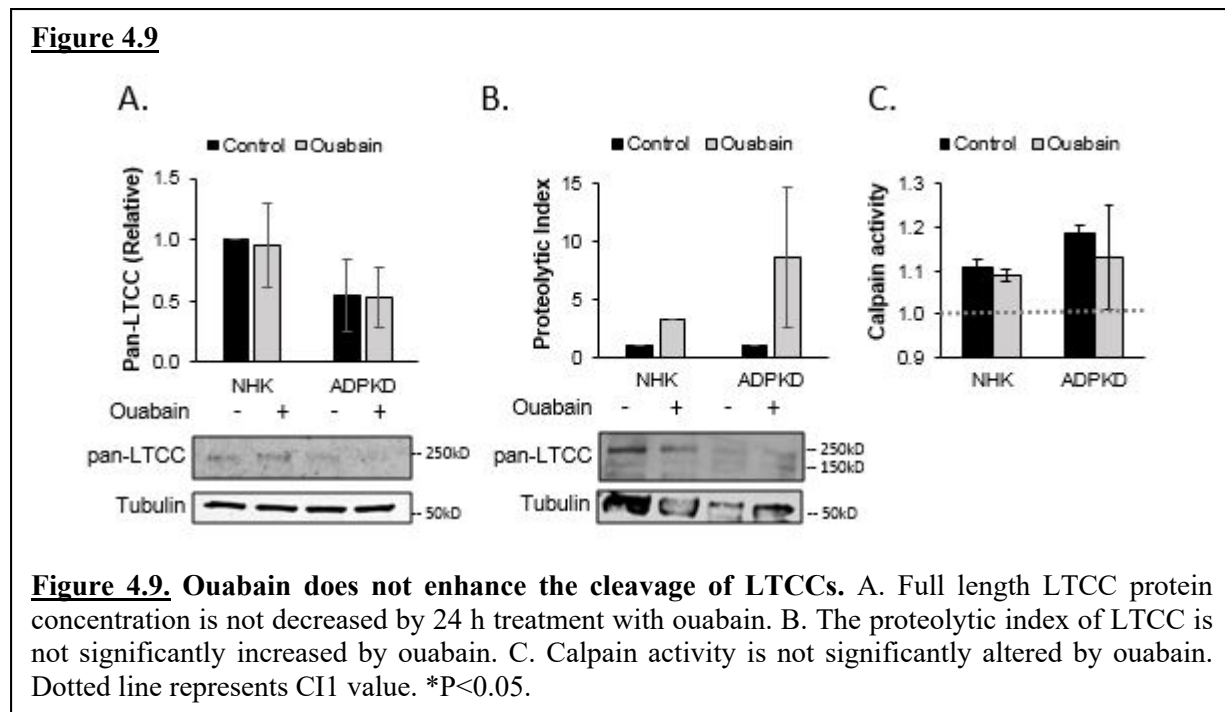 Figure 4.9
A. B. C.
■Control □Ouabain ■Control □Ouabain ■Control □Ouabain
Pan-LTCC (Relative)
1.5
1.0
0.5
0.0
NHK ADPKD
Ouabain - + - +
pan-LTCC -- 250kD
Tubulin -- 50kD
Proteolytic Index
15
10
5
0
NHK ADPKD
Ouabain - + - +
pan-LTCC -- 250kD
-- 150kD
Tubulin -- 50kD
Calpain activity
1.3
1.2
1.1
1.0
0.9
NHK ADPKD
Figure 4.9. Ouabain does not enhance the cleavage of LTCCs. A. Full length LTCC protein
concentration is not decreased by 24 h treatment with ouabain. B. The proteolytic index of LTCC is
not significantly increased by ouabain. C. Calpain activity is not significantly altered by ouabain.
Dotted line represents CI1 value. *P<0.05.